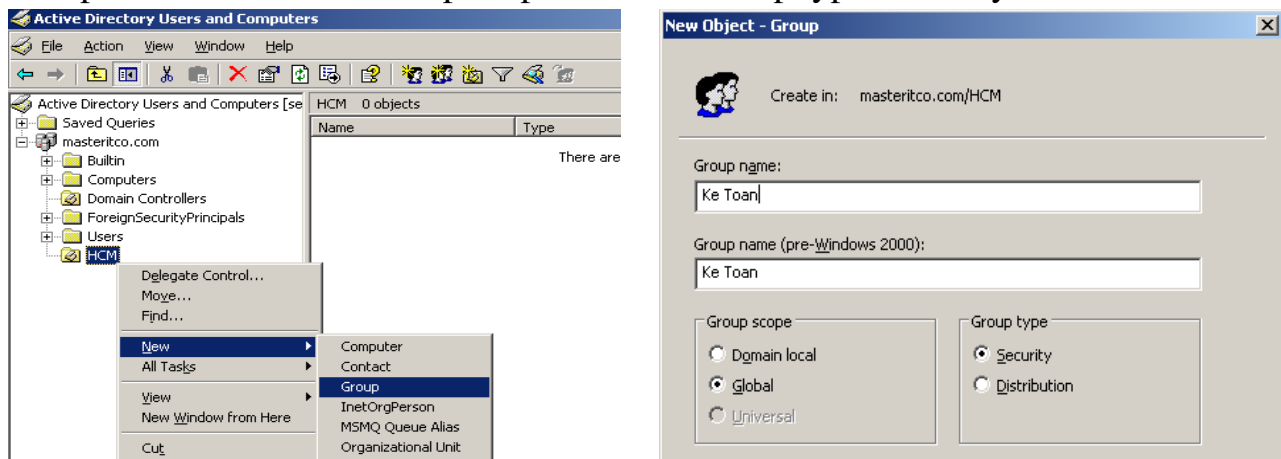 Active Directory Users and Computers
File Action View Window Help
Active Directory Users and Computers [se
Saved Queries
masteritco.com
Builtin
Computers
Domain Controllers
ForeignSecurityPrincipals
Users
HCM
HCM 0 objects
Name Type
There are
Delegate Control...
Move...
Find...
New
All Tasks
View
New Window from Here
Cut
Computer
Contact
Group
InetOrgPerson
MSMQ Queue Alias
Organizational Unit
New Object - Group
Create in: masteritco.com/HCM
Group name:
Ke Toan
Group name (pre-Windows 2000):
Ke Toan
Group scope
Domain local
Global
Universal
Group type
Security
Distribution